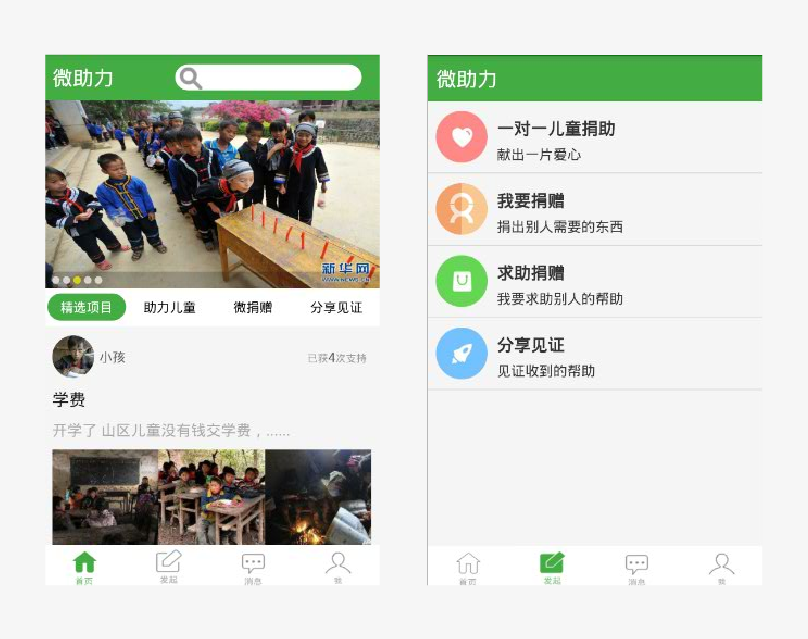 微助力
新华网
WWW.NEWS.CN
精选项目 助力儿童 微捐赠 分享见证
小孩 已获4次支持
学费
开学了 山区儿童没有钱交学费，......
首页 发起 消息 我
微助力
一对一儿童捐助
献出一片爱心
我要捐赠
捐出别人需要的东西
求助捐赠
我要求助别人的帮助
分享见证
见证收到的帮助
首页 发起 消息 我